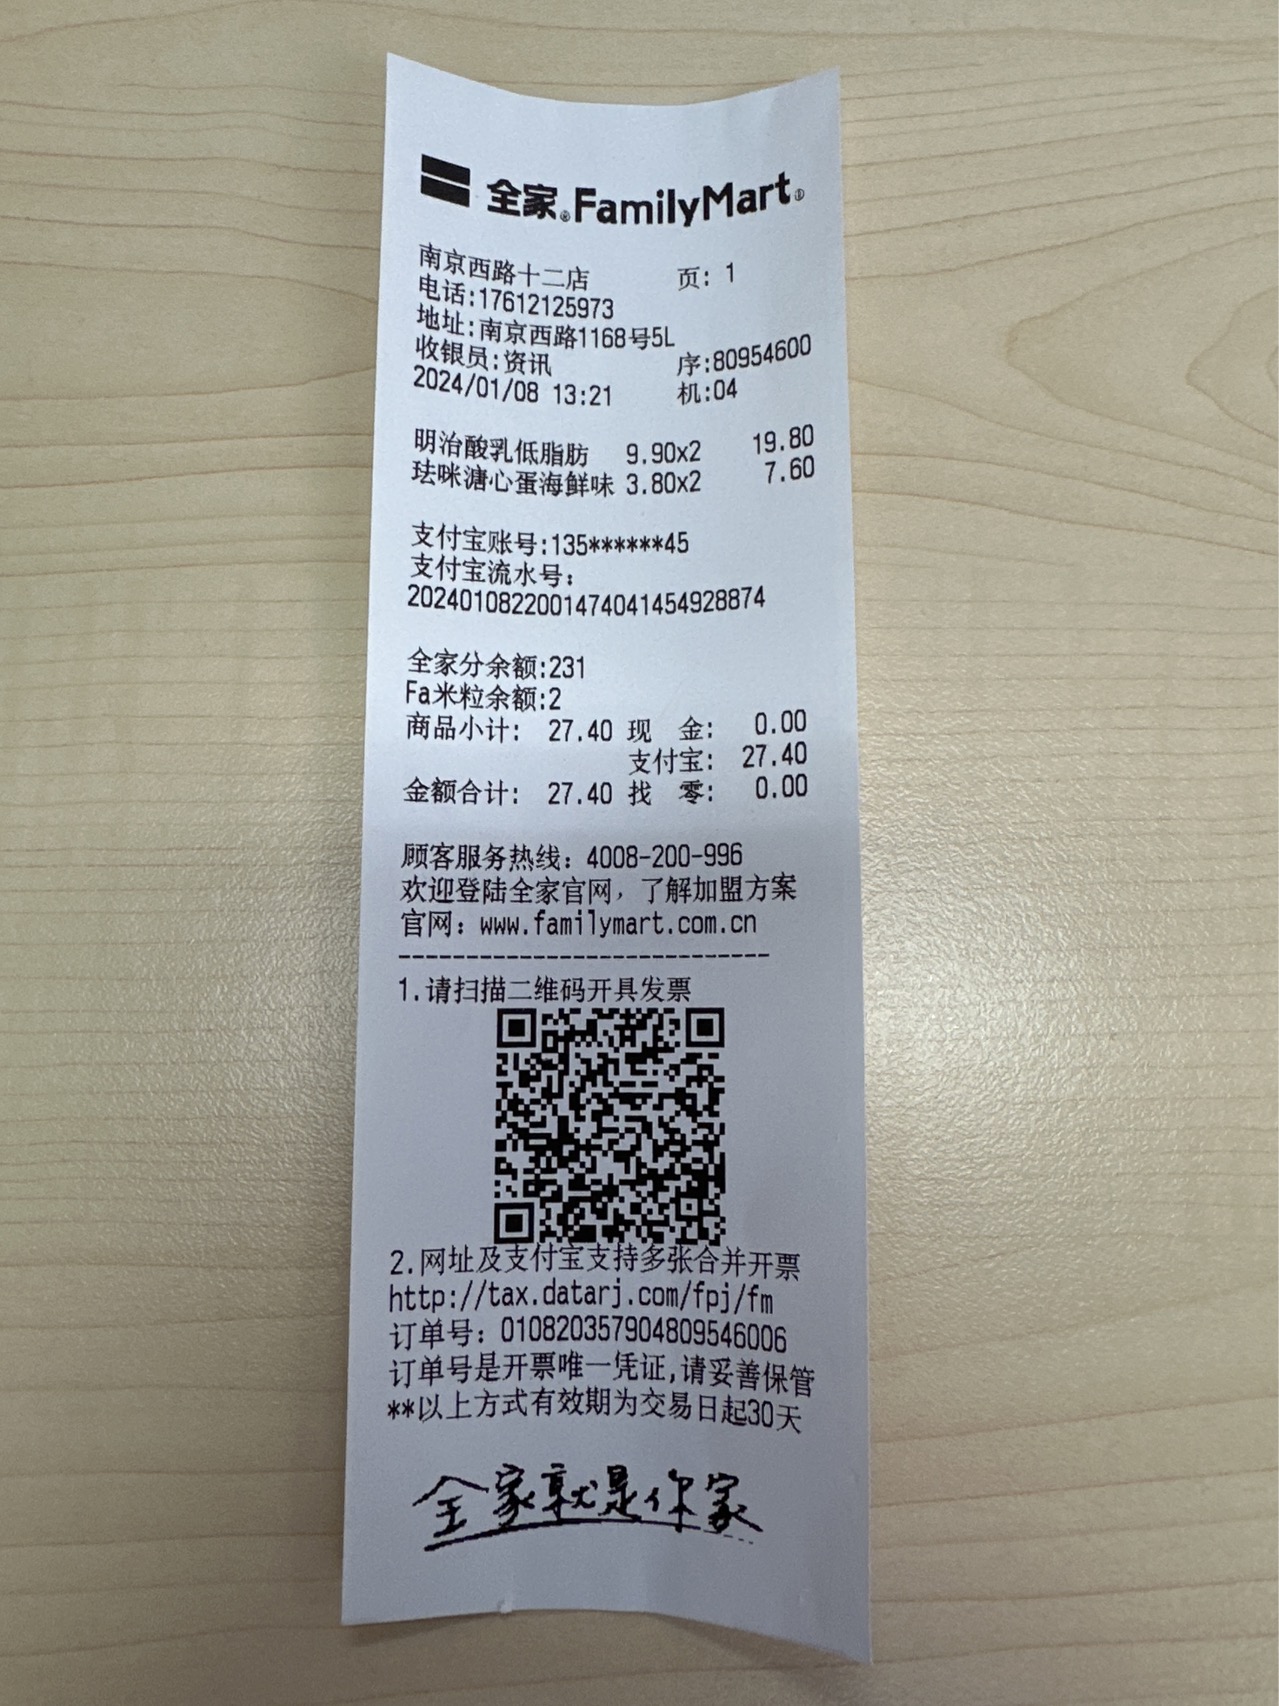 全家®FamilyMart®
南京西路十二店 页: 1
电话:17612125973
地址:南京西路1168号5L
收银员:资讯 序:80954600
2024/01/08 13:21 机:04
明治酸乳低脂肪 9.90x2 19.80
珐咪溏心蛋海鲜味 3.80x2 7.60
支付宝账号:135******45
支付宝流水号:
2024010822001474041454928874
全家分余额:231
Fa米粒余额:2
商品小计: 27.40 现 金: 0.00
支付宝: 27.40
金额合计: 27.40 找 零: 0.00
顾客服务热线: 4008-200-996
欢迎登陆全家官网，了解加盟方案
官网: www.familymart.com.cn
----------------------------
1.请扫描二维码开具发票
2.网址及支付宝支持多张合并开票
http://tax.datarj.com/fpj/fm
订单号: 010820357904809546006
订单号是开票唯一凭证,请妥善保管
**以上方式有效期为交易日起30天
全家就是你家